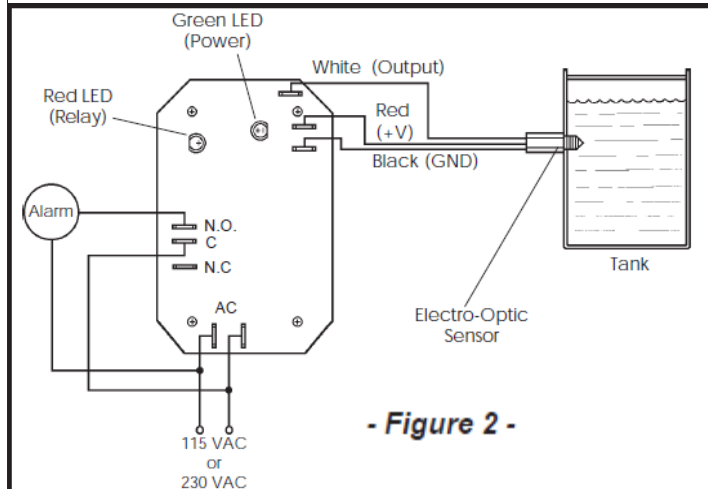 Green LED
(Power)
White (Output)
Red LED
(Relay)
Red
(+V)
Black (GND)
Alarm
N.O.
C
N.C
Tank
AC
Electro-Optic
Sensor
- Figure 2 -
115 VAC
or
230 VAC